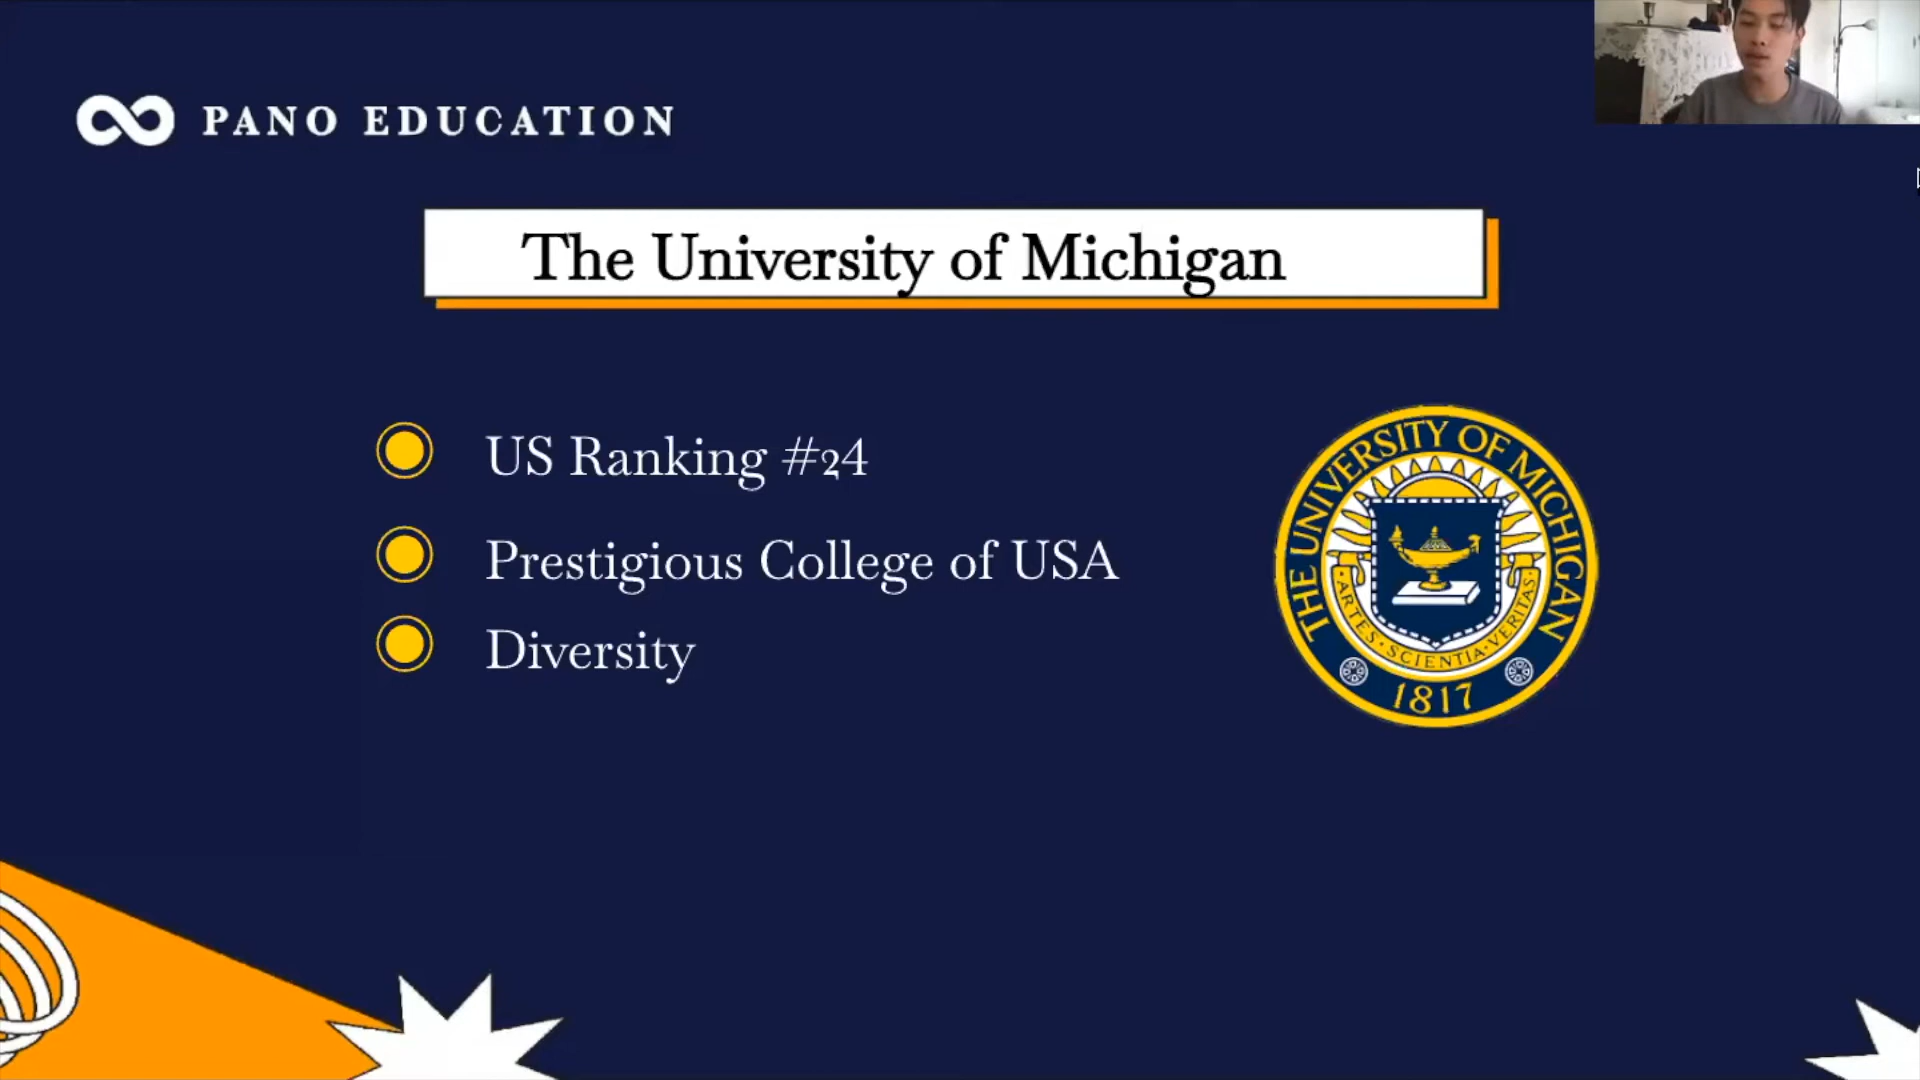 PANO EDUCATION
The University of Michigan
US Ranking #24
Prestigious College of USA
Diversity
THE UNIVERSITY OF MICHIGAN
ARTES · SCIENTIA · VERITAS
1817